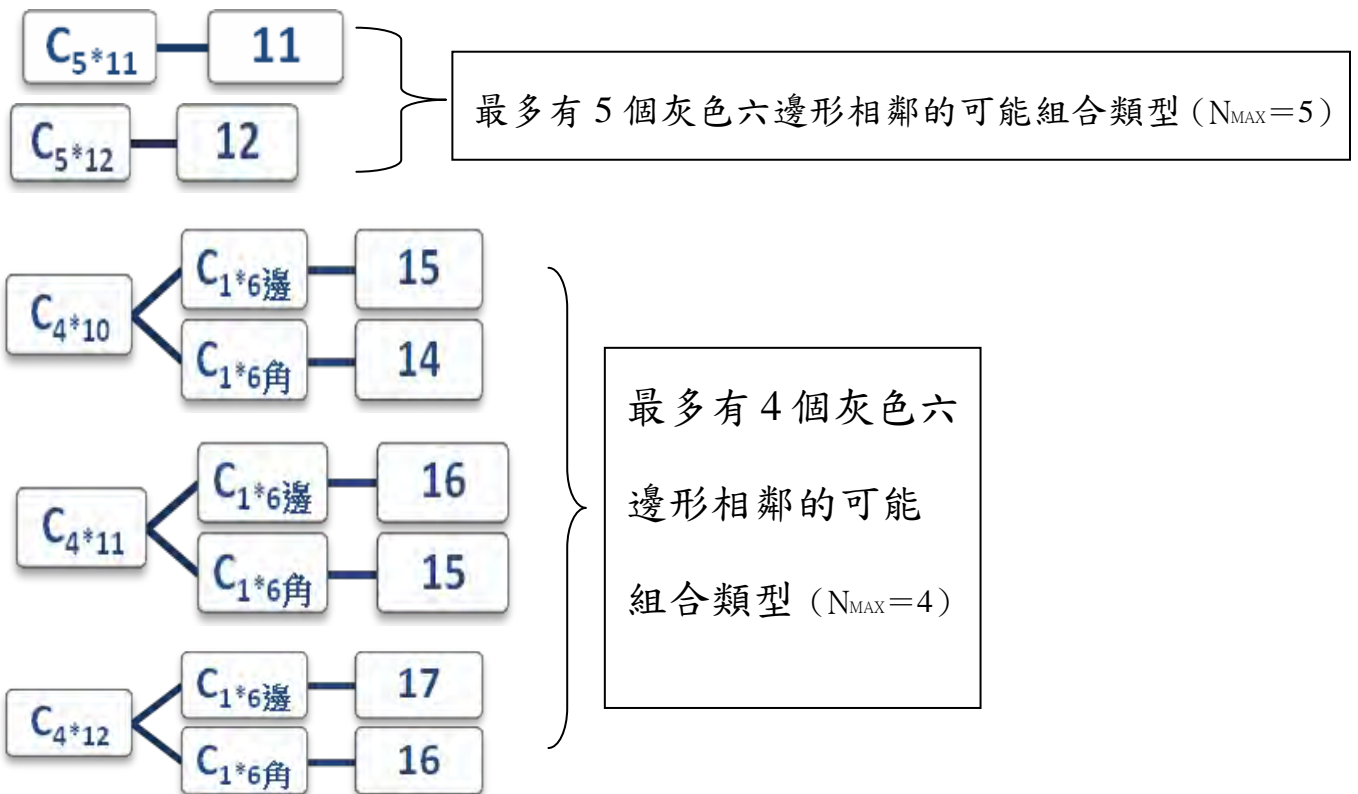 C5*11 11
C5*12 12
最多有 5 個灰色六邊形相鄰的可能組合類型（NMAX＝5）
C4*10
C1*6邊 15
C1*6角 14
C4*11
C1*6邊 16
C1*6角 15
C4*12
C1*6邊 17
C1*6角 16
最多有 4 個灰色六
邊形相鄰的可能
組合類型（NMAX＝4）